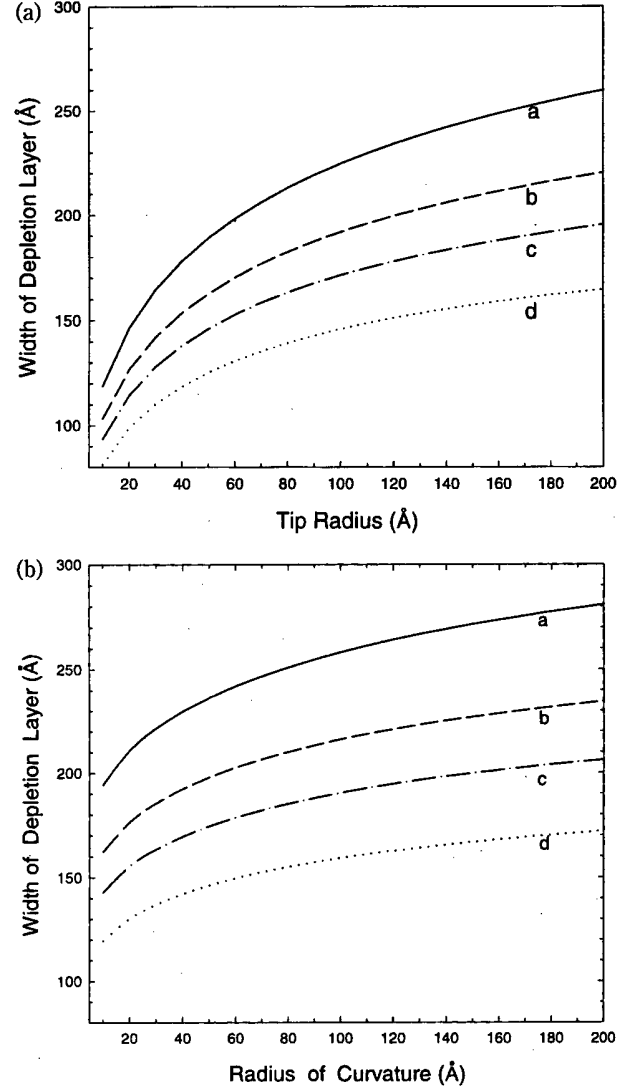 (a)
300
250
200
150
100
Width of Depletion Layer (Å)
a
b
c
d
20 40 60 80 100 120 140 160 180 200
Tip Radius (Å)
(b)
300
250
200
150
100
Width of Depletion Layer (Å)
a
b
c
d
20 40 60 80 100 120 140 160 180 200
Radius of Curvature (Å)